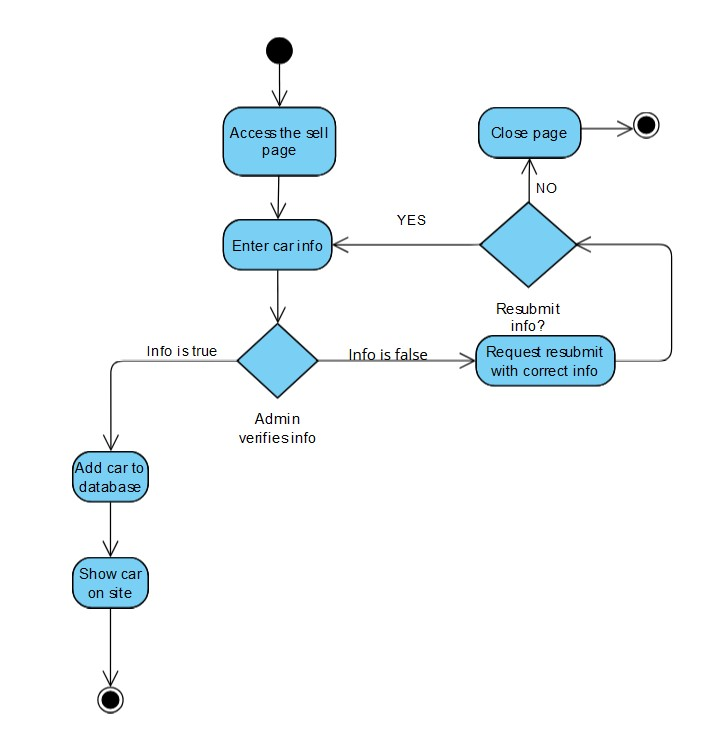 Access the sell
page
Close page
NO
YES
Enter car info
Resubmit
info?
Info is true
Info is false
Request resubmit
with correct info
Admin
verifies info
Add car to
database
Show car
on site